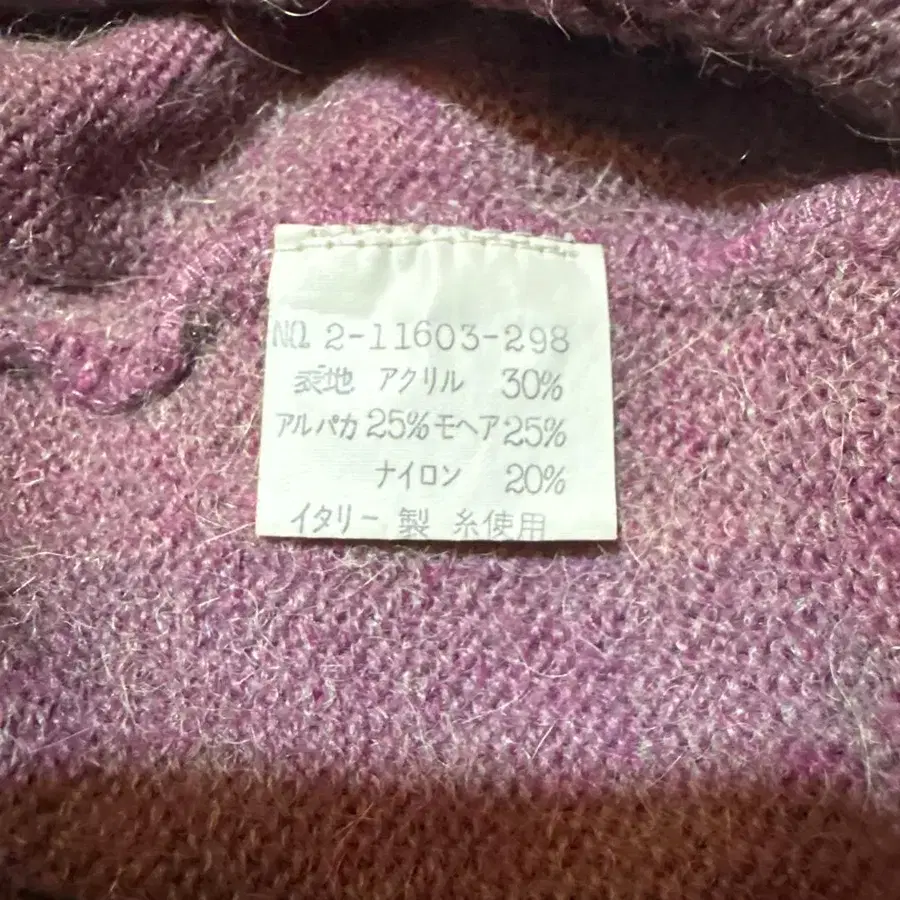 NO. 2-11603-298
表地 アクリル 30%
アルパカ 25% モヘア 25%
ナイロン 20%
イタリー 製 糸使用